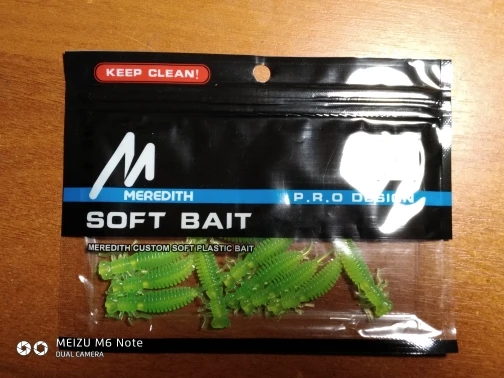 KEEP CLEAN!
MEREDITH
P.R.O DESIGN
SOFT BAIT
MEREDITH CUSTOM SOFT PLASTIC BAIT
MEIZU M6 Note
DUAL CAMERA